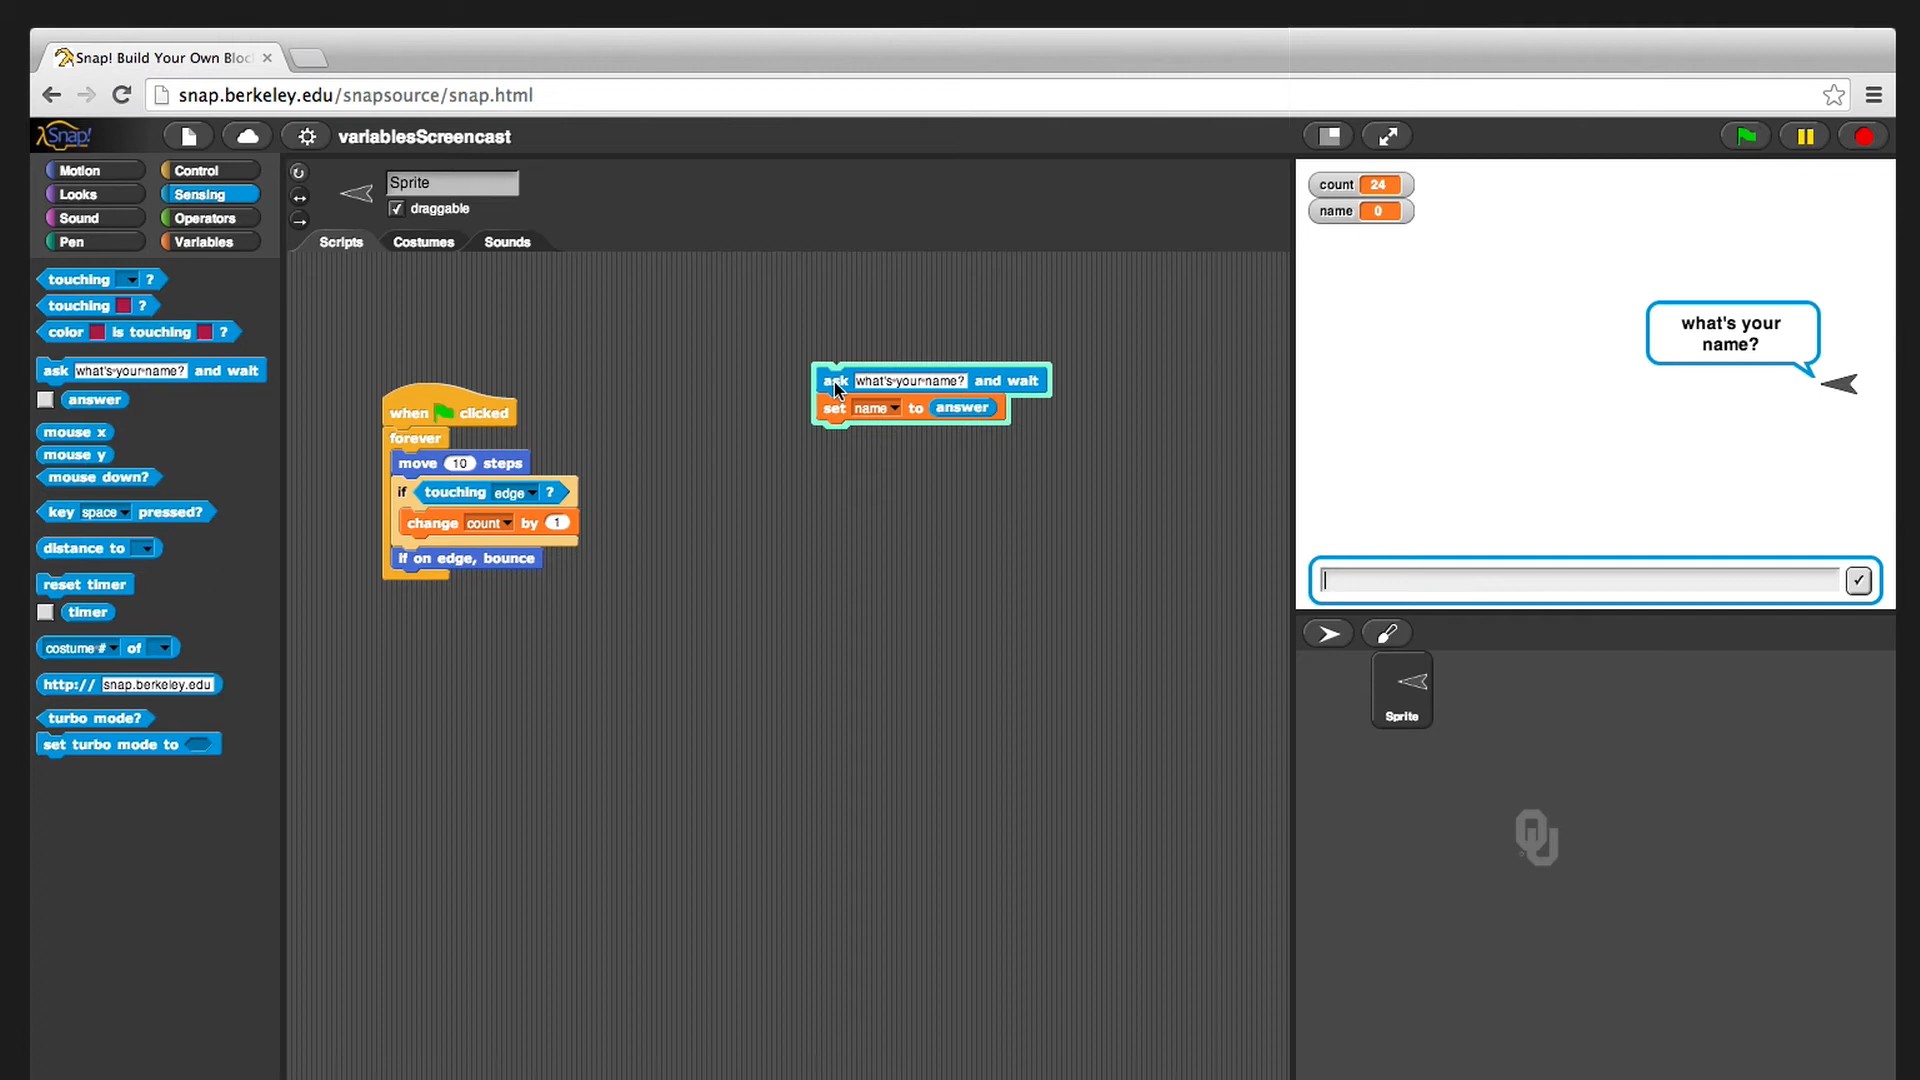 Snap! Build Your Own Bloc
snap.berkeley.edu/snapsource/snap.html
λSnap!
variablesScreencast
Motion
Control
Looks
Sensing
Sound
Operators
Pen
Variables
Sprite
draggable
Scripts
Costumes
Sounds
touching ?
touching ?
color is touching ?
ask what's your name? and wait
answer
mouse x
mouse y
mouse down?
key space pressed?
distance to
reset timer
timer
costume # of
http:// snap.berkeley.edu
turbo mode?
set turbo mode to
when clicked
forever
move 10 steps
if touching edge ?
change count by 1
if on edge, bounce
ask what's your name? and wait
set name to answer
count 24
name 0
what's your
name?
Sprite
OU